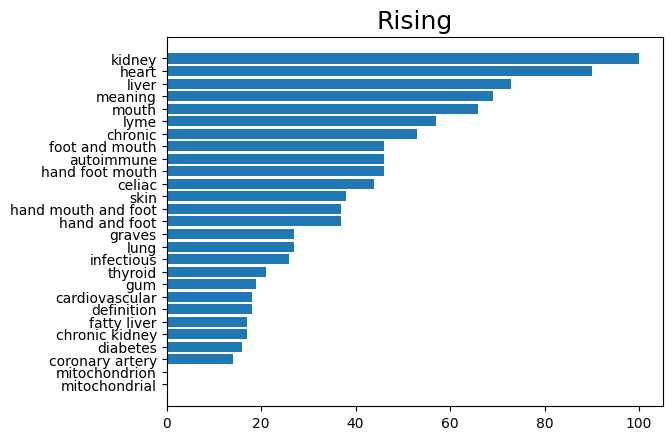 Rising
kidney
heart
liver
meaning
mouth
lyme
chronic
foot and mouth
autoimmune
hand foot mouth
celiac
skin
hand mouth and foot
hand and foot
graves
lung
infectious
thyroid
gum
cardiovascular
definition
fatty liver
chronic kidney
diabetes
coronary artery
mitochondrion
mitochondrial
0 20 40 60 80 100